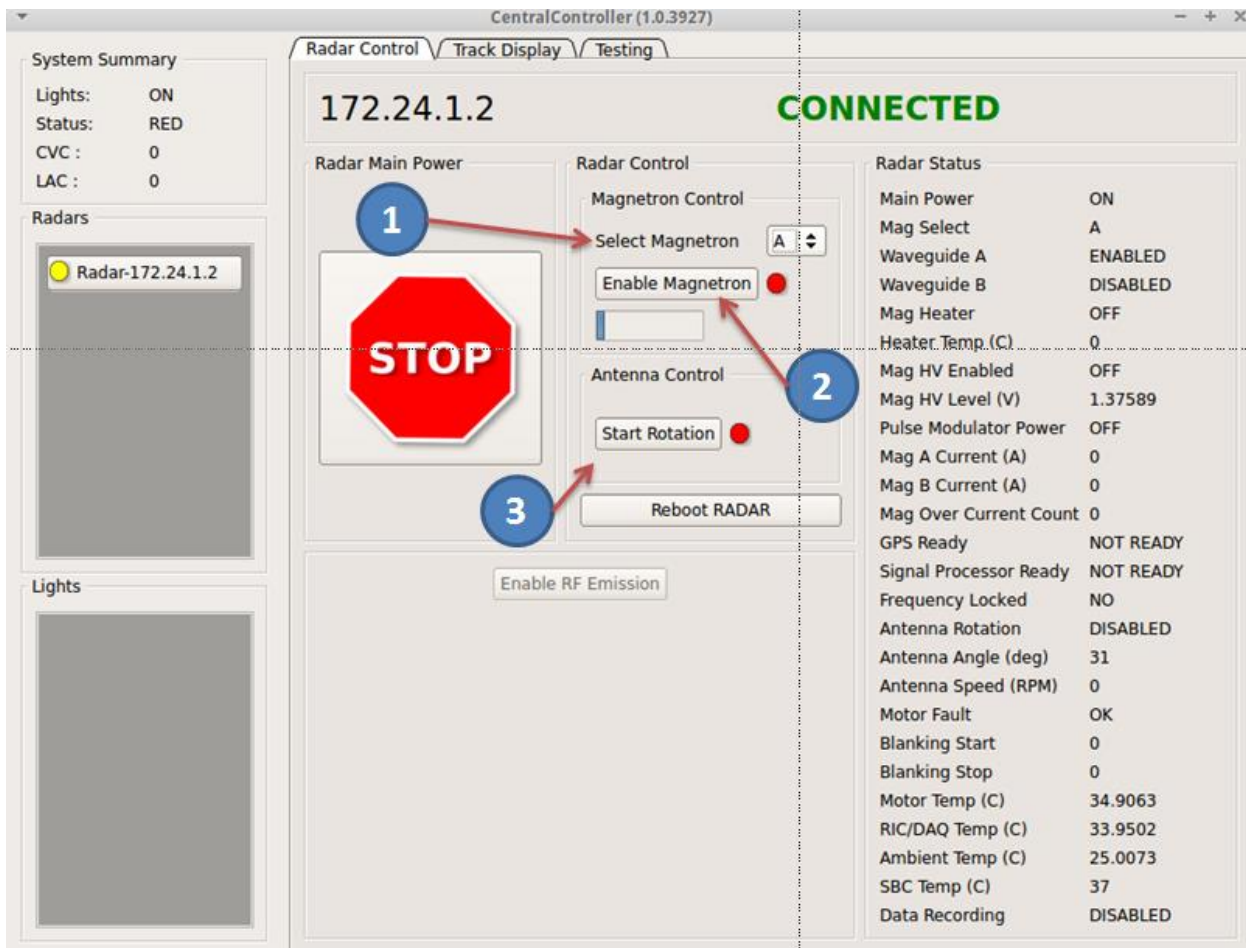 CentralController (1.0.3927)
System Summary
Lights: ON
Status: RED
CVC : 0
LAC : 0
Radars
Radar-172.24.1.2
Lights
Radar Control
Track Display
Testing
172.24.1.2
CONNECTED
Radar Main Power
STOP
Radar Control
Magnetron Control
Select Magnetron A
Enable Magnetron
Antenna Control
Start Rotation
Reboot RADAR
1
2
3
Enable RF Emission
Radar Status
Main Power ON
Mag Select A
Waveguide A ENABLED
Waveguide B DISABLED
Mag Heater OFF
Heater Temp (C) 0
Mag HV Enabled OFF
Mag HV Level (V) 1.37589
Pulse Modulator Power OFF
Mag A Current (A) 0
Mag B Current (A) 0
Mag Over Current Count 0
GPS Ready NOT READY
Signal Processor Ready NOT READY
Frequency Locked NO
Antenna Rotation DISABLED
Antenna Angle (deg) 31
Antenna Speed (RPM) 0
Motor Fault OK
Blanking Start 0
Blanking Stop 0
Motor Temp (C) 34.9063
RIC/DAQ Temp (C) 33.9502
Ambient Temp (C) 25.0073
SBC Temp (C) 37
Data Recording DISABLED